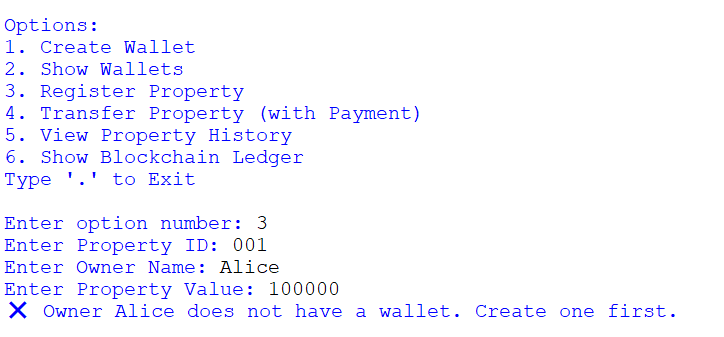 Options:
1. Create Wallet
2. Show Wallets
3. Register Property
4. Transfer Property (with Payment)
5. View Property History
6. Show Blockchain Ledger
Type '.' to Exit
Enter option number: 3
Enter Property ID: 001
Enter Owner Name: Alice
Enter Property Value: 100000
❌ Owner Alice does not have a wallet. Create one first.